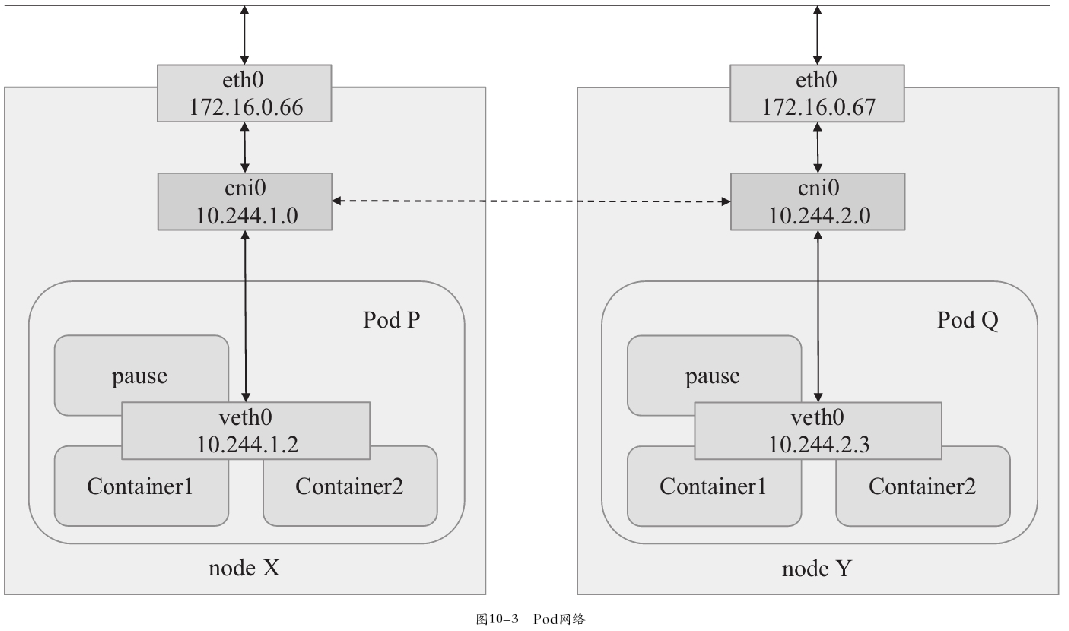 eth0
172.16.0.66
eth0
172.16.0.67
cni0
10.244.1.0
cni0
10.244.2.0
Pod P
Pod Q
pause
pause
veth0
10.244.1.2
veth0
10.244.2.3
Container1
Container2
Container1
Container2
node X
node Y
图10-3 Pod网络